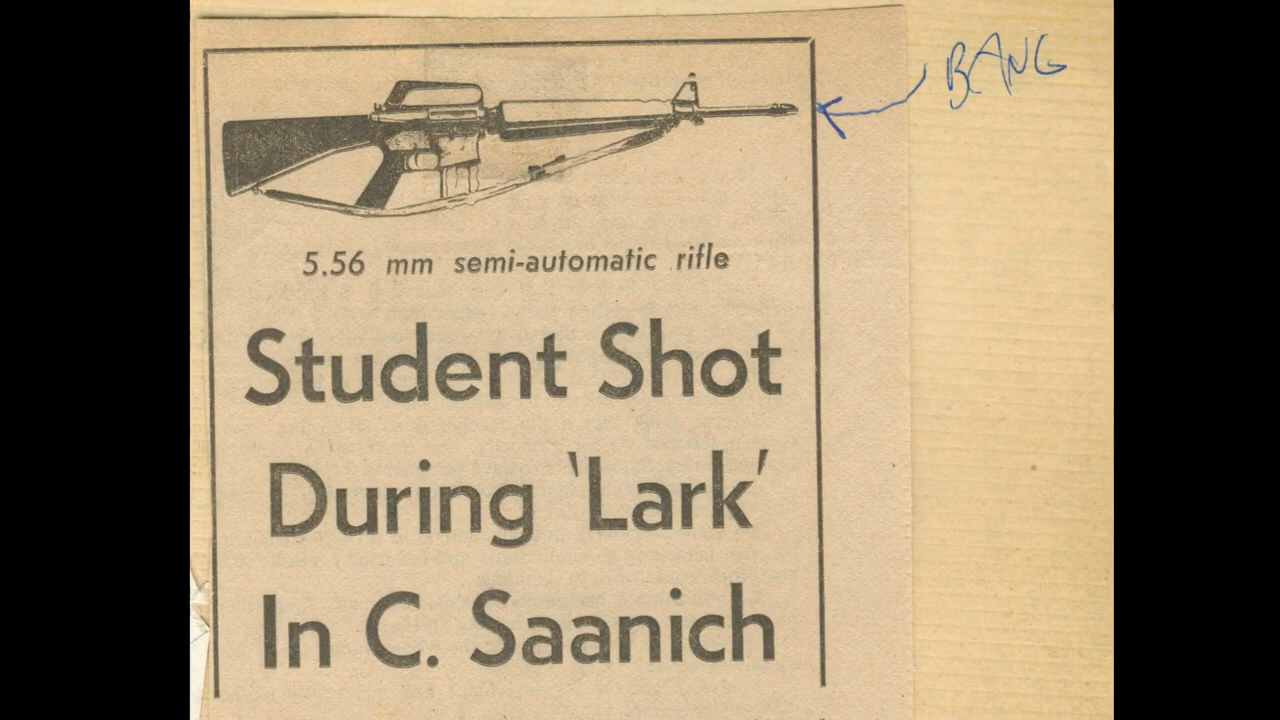 BANG
5.56 mm semi-automatic rifle
Student Shot
During 'Lark'
In C. Saanich